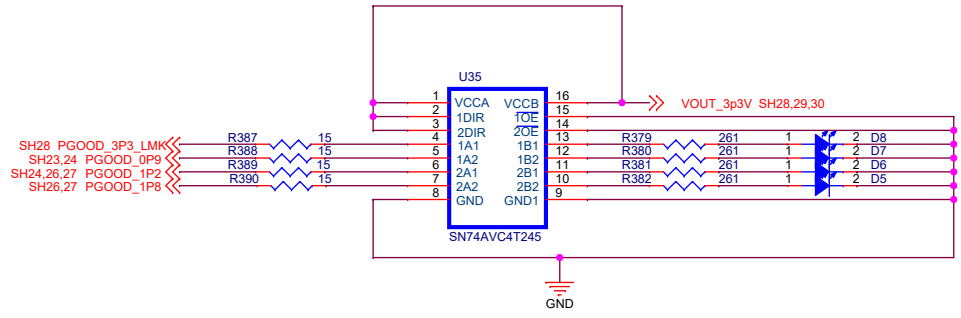 U35
1 VCCA VCCB 16 VOUT_3p3V SH28,29,30
2 1DIR 1OE 15
3 2DIR 2OE 14
SH28 PGOOD_3P3_LMK R387 15 4 1A1 1B1 13 R379 261 1 2 D8
SH23,24 PGOOD_0P9 R388 15 5 1A2 1B2 12 R380 261 1 2 D7
SH24,26,27 PGOOD_1P2 R389 15 6 2A1 2B1 11 R381 261 1 2 D6
SH26,27 PGOOD_1P8 R390 15 7 2A2 2B2 10 R382 261 1 2 D5
8 GND GND1 9
SN74AVC4T245
GND